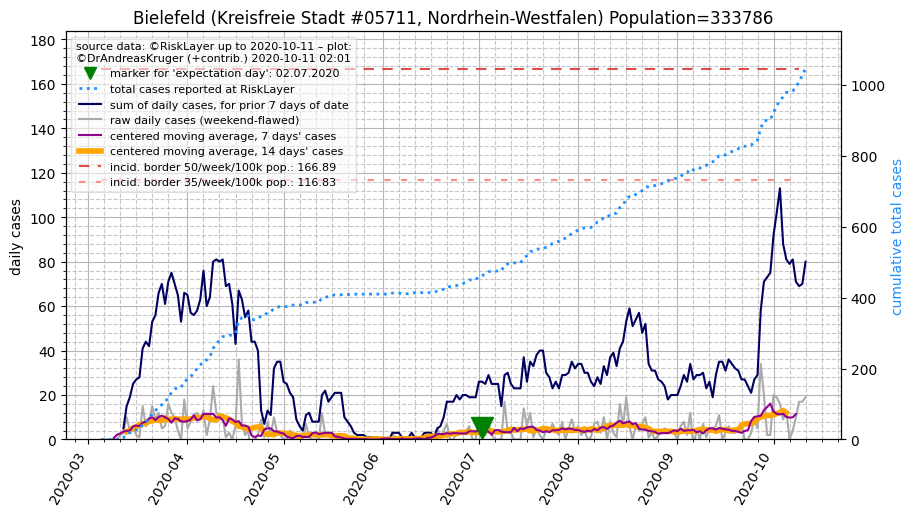 Bielefeld (Kreisfreie Stadt #05711, Nordrhein-Westfalen) Population=333786
source data: ©RiskLayer up to 2020-10-11 – plot:
©DrAndreasKruger (+contrib.) 2020-10-11 02:01
marker for 'expectation day': 02.07.2020
total cases reported at RiskLayer
sum of daily cases, for prior 7 days of date
raw daily cases (weekend-flawed)
centered moving average, 7 days' cases
centered moving average, 14 days' cases
incid. border 50/week/100k pop.: 166.89
incid. border 35/week/100k pop.: 116.83
daily cases
180
160
140
120
100
80
60
40
20
0
cumulative total cases
1000
800
600
400
200
0
2020-03
2020-04
2020-05
2020-06
2020-07
2020-08
2020-09
2020-10